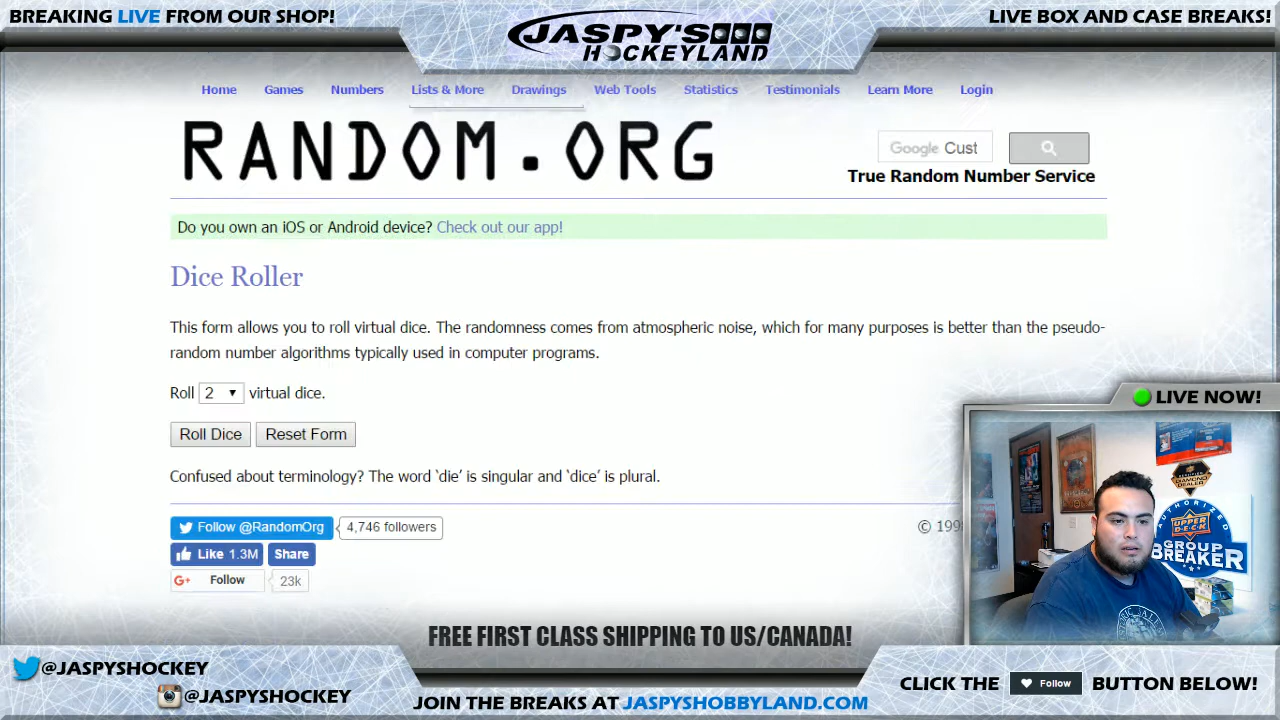 BREAKING LIVE FROM OUR SHOP!
JASPY'S
HOCKEYLAND
LIVE BOX AND CASE BREAKS!
Home Games Numbers Lists & More Drawings Web Tools Statistics Testimonials Learn More Login
RANDOM.ORG
Google Cust
True Random Number Service
Do you own an iOS or Android device? Check out our app!
Dice Roller
This form allows you to roll virtual dice. The randomness comes from atmospheric noise, which for many purposes is better than the pseudo-
random number algorithms typically used in computer programs.
Roll 2 virtual dice.
Roll Dice Reset Form
Confused about terminology? The word ‘die’ is singular and ‘dice’ is plural.
Follow @RandomOrg 4,746 followers
Like 1.3M Share
G+ Follow 23k
LIVE NOW!
DIAMOND
DEALER
AUTHORIZED
UPPER
DECK
GROUP
BREAKER
FREE FIRST CLASS SHIPPING TO US/CANADA!
@JASPYSHOCKEY
@JASPYSHOCKEY
JOIN THE BREAKS AT JASPYSHOBBYLAND.COM
CLICK THE Follow BUTTON BELOW!